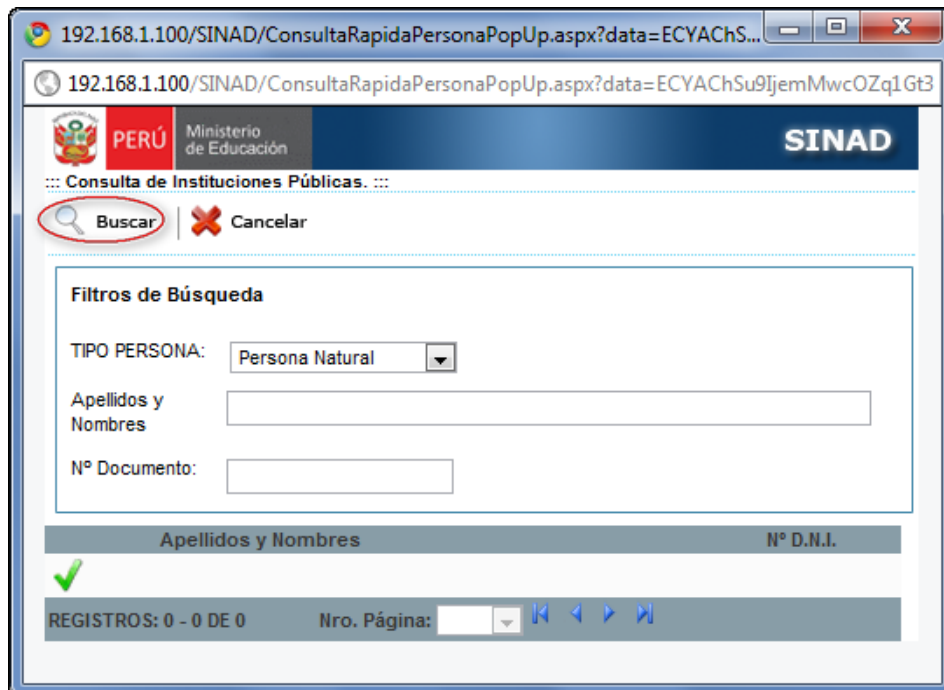 192.168.1.100/SINAD/ConsultaRapidaPersonaPopUp.aspx?data=ECYAChS...
192.168.1.100/SINAD/ConsultaRapidaPersonaPopUp.aspx?data=ECYAChSu9IjemMwcOZq1Gt3
PERÚ
Ministerio
de Educación
SINAD
::: Consulta de Instituciones Públicas. :::
Buscar
Cancelar
Filtros de Búsqueda
TIPO PERSONA:
Persona Natural
Apellidos y
Nombres
Nº Documento:
Apellidos y Nombres
Nº D.N.I.
REGISTROS: 0 - 0 DE 0
Nro. Página: